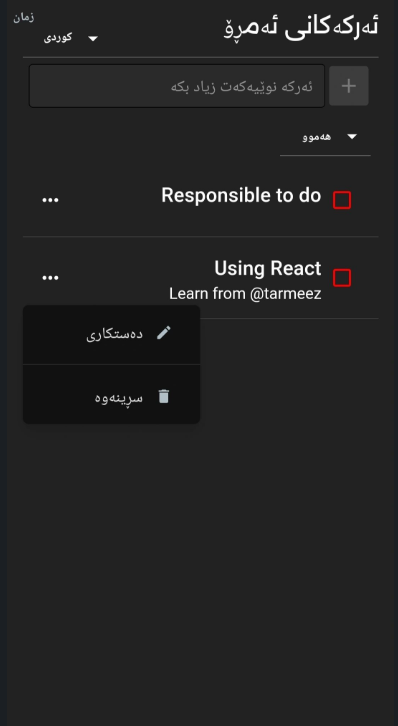 زمان
ئەرکەکانی ئەمڕۆ
کوردی
ئەرکە نوێیەکەت زیاد بکە
هەموو
Responsible to do
Using React
Learn from @tarmeez
دەستکاری
سڕینەوە